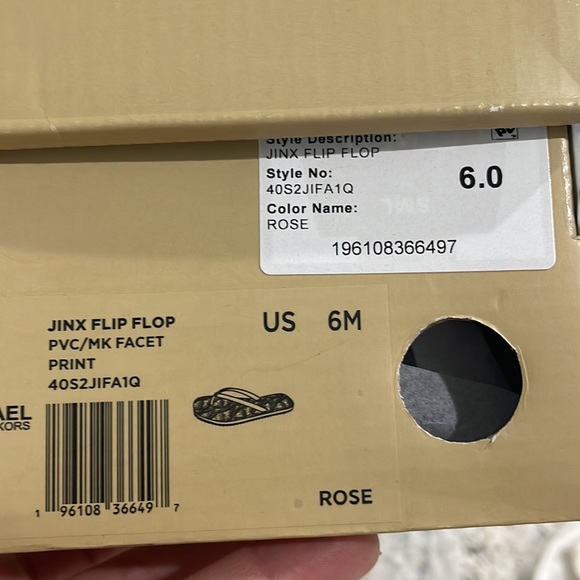 Style Description:
JINX FLIP FLOP
Style No:
40S2JIFA1Q
6.0
Color Name:
ROSE
196108366497
JINX FLIP FLOP
PVC/MK FACET
PRINT
40S2JIFA1Q
US 6M
AEL
KORS
1 96108 36649 7
ROSE